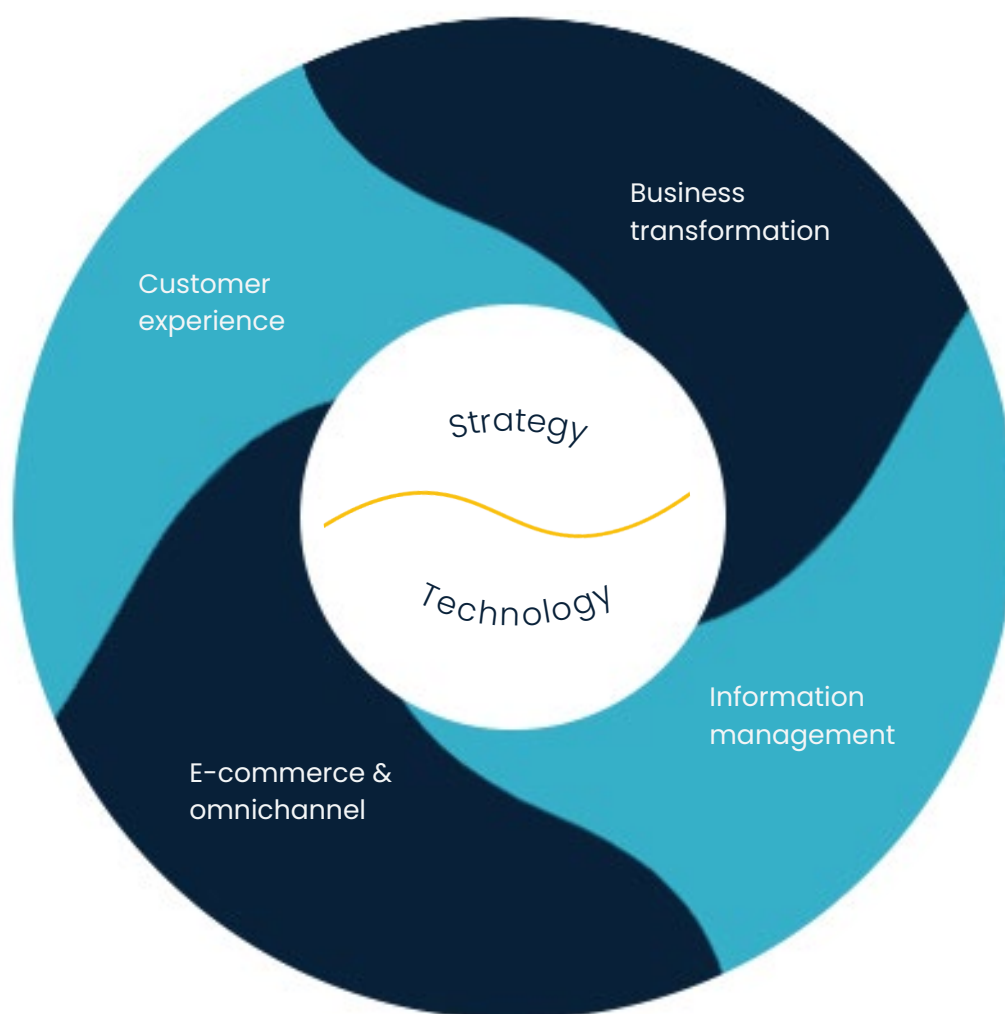 Business
transformation
Customer
experience
Strategy
Technology
Information
management
E-commerce &
omnichannel